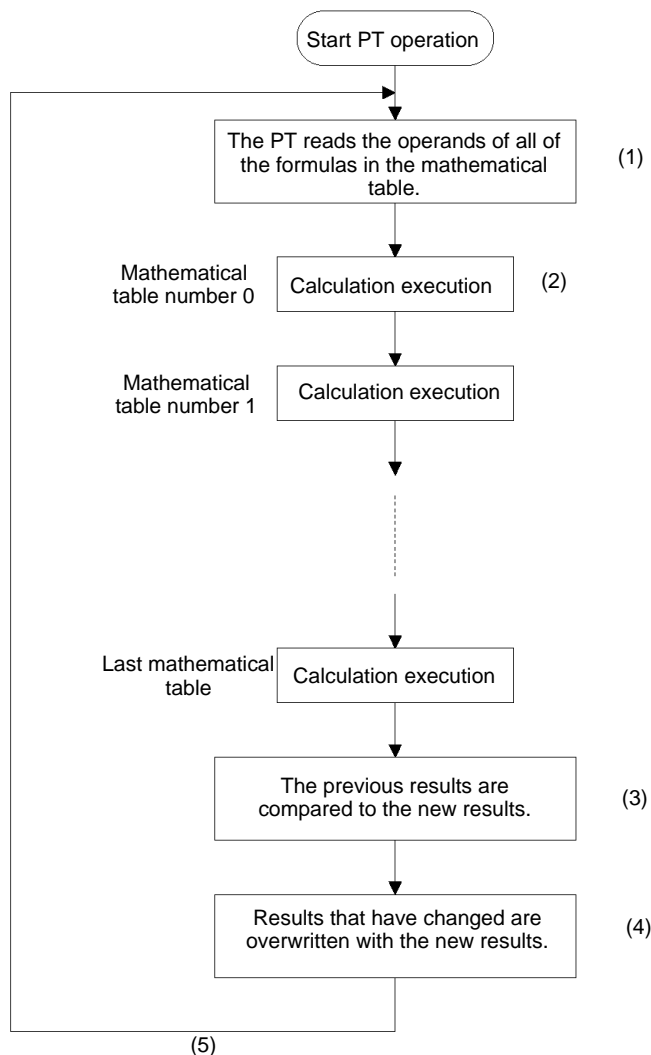 Start PT operation
The PT reads the operands of all of
the formulas in the mathematical
table.
(1)
Mathematical
table number 0
Calculation execution
(2)
Mathematical
table number 1
Calculation execution
Last mathematical
table
Calculation execution
The previous results are
compared to the new results.
(3)
Results that have changed are
overwritten with the new results.
(4)
(5)